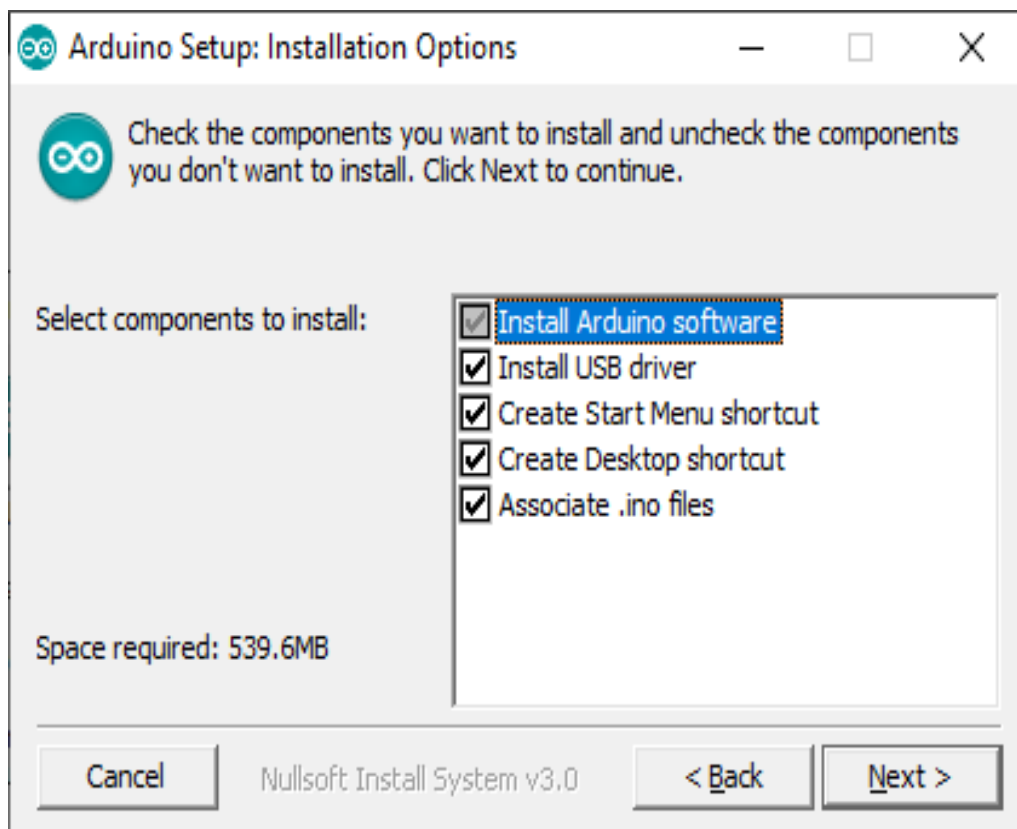 Arduino Setup: Installation Options
Check the components you want to install and uncheck the components
you don't want to install. Click Next to continue.
Select components to install:
Install Arduino software
Install USB driver
Create Start Menu shortcut
Create Desktop shortcut
Associate .ino files
Space required: 539.6MB
Cancel
Nullsoft Install System v3.0
< Back
Next >